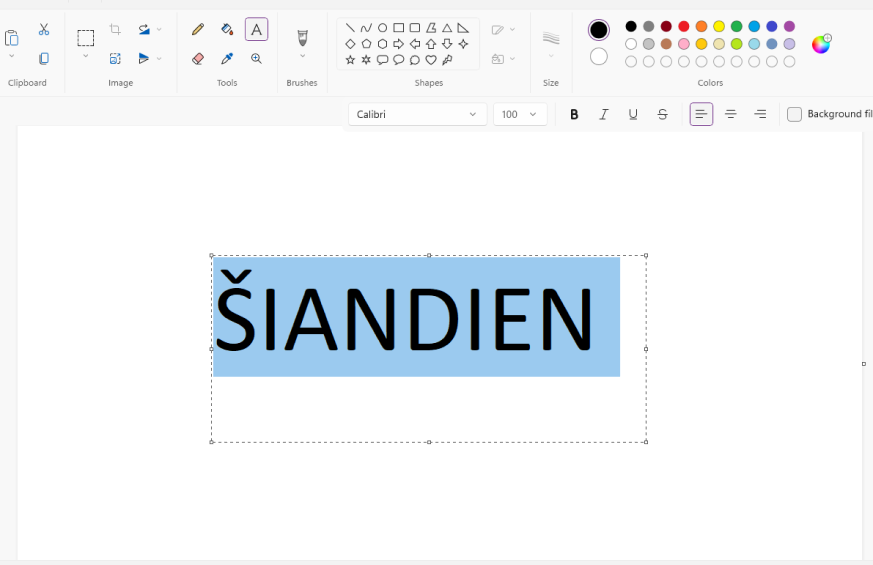 Clipboard
Image
Tools
Brushes
Shapes
Size
Colors
Calibri
100
B I U S
Background fil
ŠIANDIEN